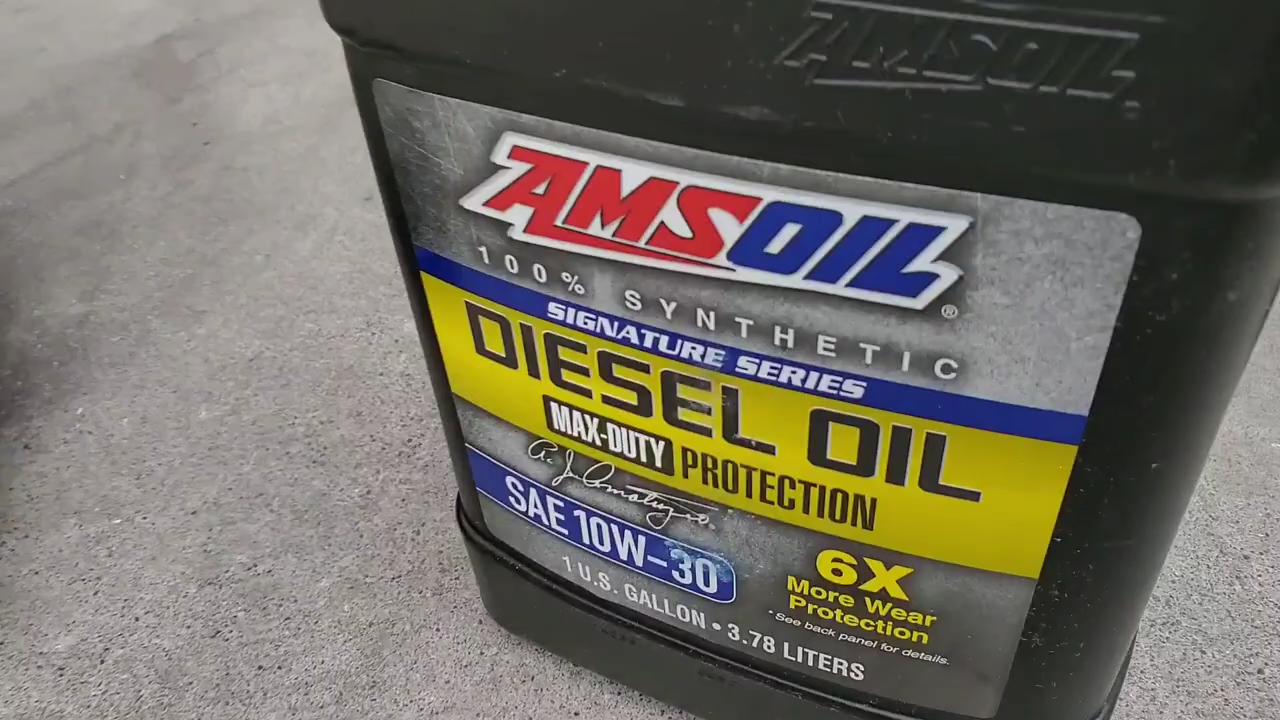 AMSOIL
AMSOIL®
100% SYNTHETIC
SIGNATURE SERIES
DIESEL OIL
MAX-DUTY PROTECTION
SAE 10W-30
6X
More Wear
Protection
*See back panel for details.
1 U.S. GALLON • 3.78 LITERS